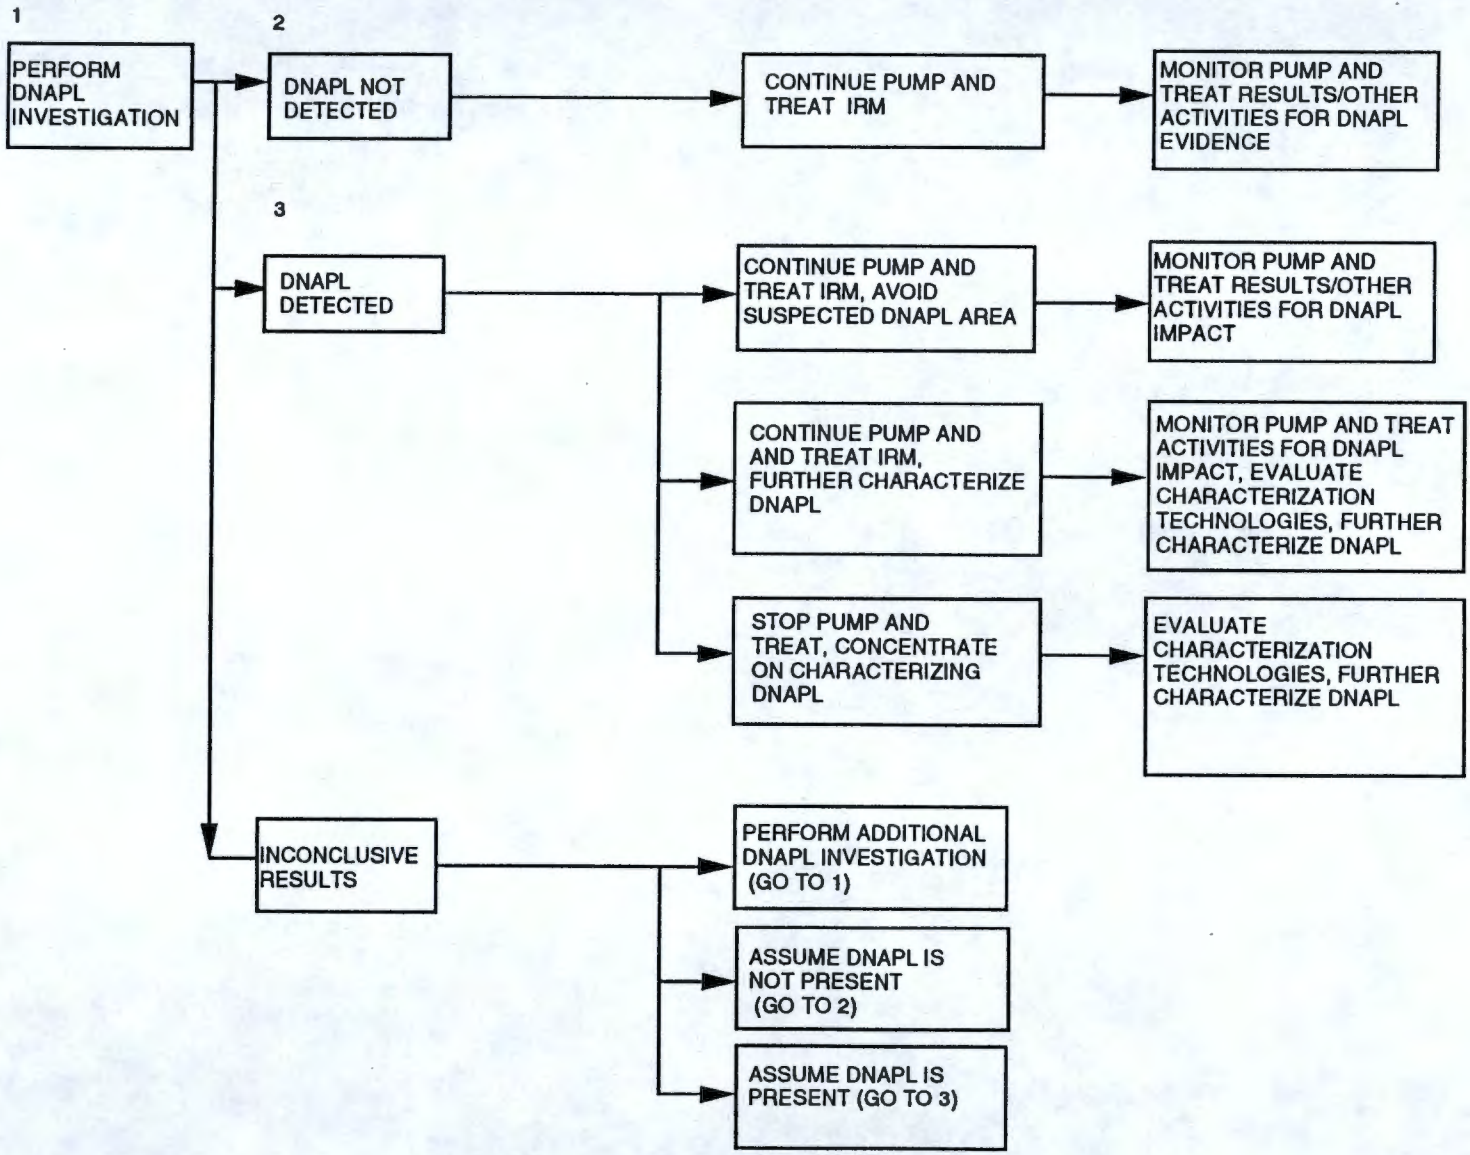 1
PERFORM
DNAPL
INVESTIGATION
2
DNAPL NOT
DETECTED
CONTINUE PUMP AND
TREAT IRM
MONITOR PUMP AND
TREAT RESULTS/OTHER
ACTIVITIES FOR DNAPL
EVIDENCE
3
DNAPL
DETECTED
CONTINUE PUMP AND
TREAT IRM, AVOID
SUSPECTED DNAPL AREA
MONITOR PUMP AND
TREAT RESULTS/OTHER
ACTIVITIES FOR DNAPL
IMPACT
CONTINUE PUMP AND
AND TREAT IRM,
FURTHER CHARACTERIZE
DNAPL
MONITOR PUMP AND TREAT
ACTIVITIES FOR DNAPL
IMPACT, EVALUATE
CHARACTERIZATION
TECHNOLOGIES, FURTHER
CHARACTERIZE DNAPL
STOP PUMP AND
TREAT, CONCENTRATE
ON CHARACTERIZING
DNAPL
EVALUATE
CHARACTERIZATION
TECHNOLOGIES, FURTHER
CHARACTERIZE DNAPL
INCONCLUSIVE
RESULTS
PERFORM ADDITIONAL
DNAPL INVESTIGATION
(GO TO 1)
ASSUME DNAPL IS
NOT PRESENT
(GO TO 2)
ASSUME DNAPL IS
PRESENT (GO TO 3)